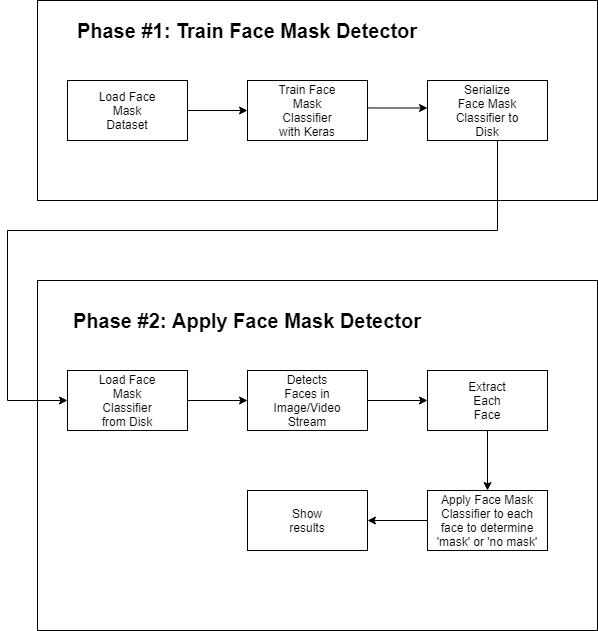 Phase #1: Train Face Mask Detector
Load Face
Mask
Dataset
Train Face
Mask
Classifier
with Keras
Serialize
Face Mask
Classifier to
Disk
Phase #2: Apply Face Mask Detector
Load Face
Mask
Classifier
from Disk
Detects
Faces in
Image/Video
Stream
Extract
Each
Face
Apply Face Mask
Classifier to each
face to determine
'mask' or 'no mask'
Show
results